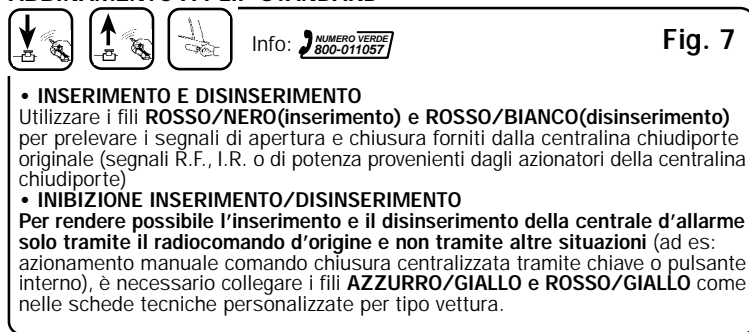 Info: NUMERO VERDE
800-011057
Fig. 7
• INSERIMENTO E DISINSERIMENTO
Utilizzare i fili ROSSO/NERO(inserimento) e ROSSO/BIANCO(disinserimento)
per prelevare i segnali di apertura e chiusura forniti dalla centralina chiudiporte
originale (segnali R.F., I.R. o di potenza provenienti dagli azionatori della centralina
chiudiporte)
• INIBIZIONE INSERIMENTO/DISINSERIMENTO
Per rendere possibile l'inserimento e il disinserimento della centrale d'allarme
solo tramite il radiocomando d'origine e non tramite altre situazioni (ad es:
azionamento manuale comando chiusura centralizzata tramite chiave o pulsante
interno), è necessario collegare i fili AZZURRO/GIALLO e ROSSO/GIALLO come
nelle schede tecniche personalizzate per tipo vettura.